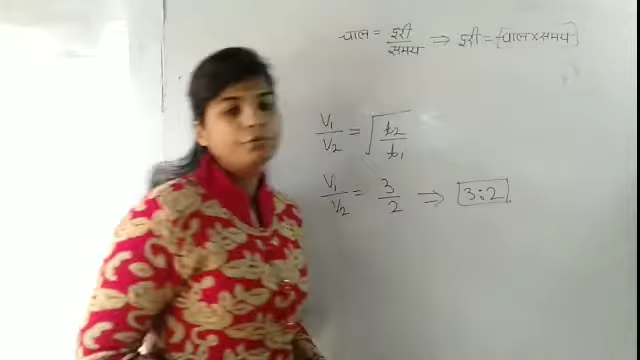 चाल = दूरी/समय ⇒ दूरी = [चाल × समय]
V₁/V₂ = √(t₂/t₁)
V₁/V₂ = 3/2 ⇒ 3:2